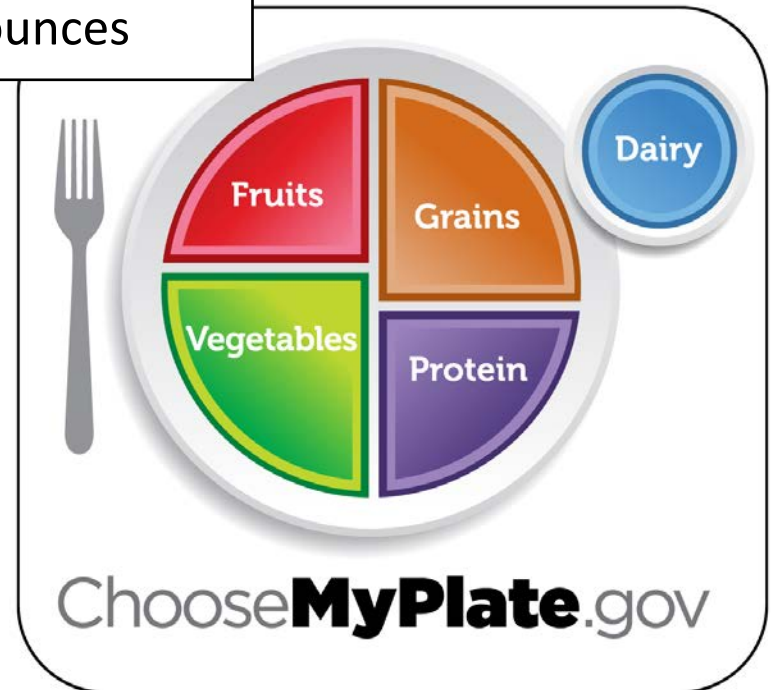 ounces
Dairy
Fruits
Grains
Vegetables
Protein
ChooseMyPlate.gov